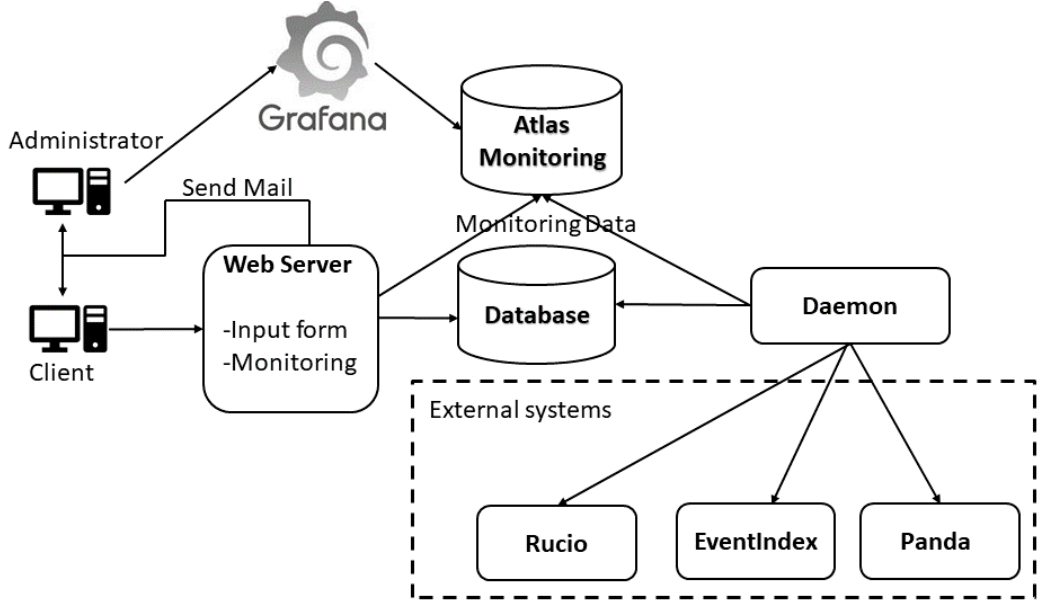 Grafana
Administrator
Atlas
Monitoring
Send Mail
Monitoring Data
Web Server
-Input form
-Monitoring
Database
Daemon
Client
External systems
Rucio
EventIndex
Panda